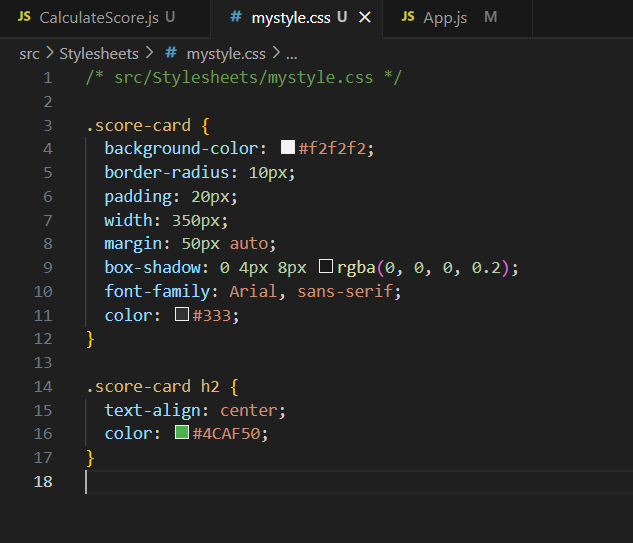 JS CalculateScore.js U # mystyle.css U × JS App.js M
src > Stylesheets > # mystyle.css > ...
1 /* src/Stylesheets/mystyle.css */
2
3 .score-card {
4 background-color: #f2f2f2;
5 border-radius: 10px;
6 padding: 20px;
7 width: 350px;
8 margin: 50px auto;
9 box-shadow: 0 4px 8px rgba(0, 0, 0, 0.2);
10 font-family: Arial, sans-serif;
11 color: #333;
12 }
13
14 .score-card h2 {
15 text-align: center;
16 color: #4CAF50;
17 }
18